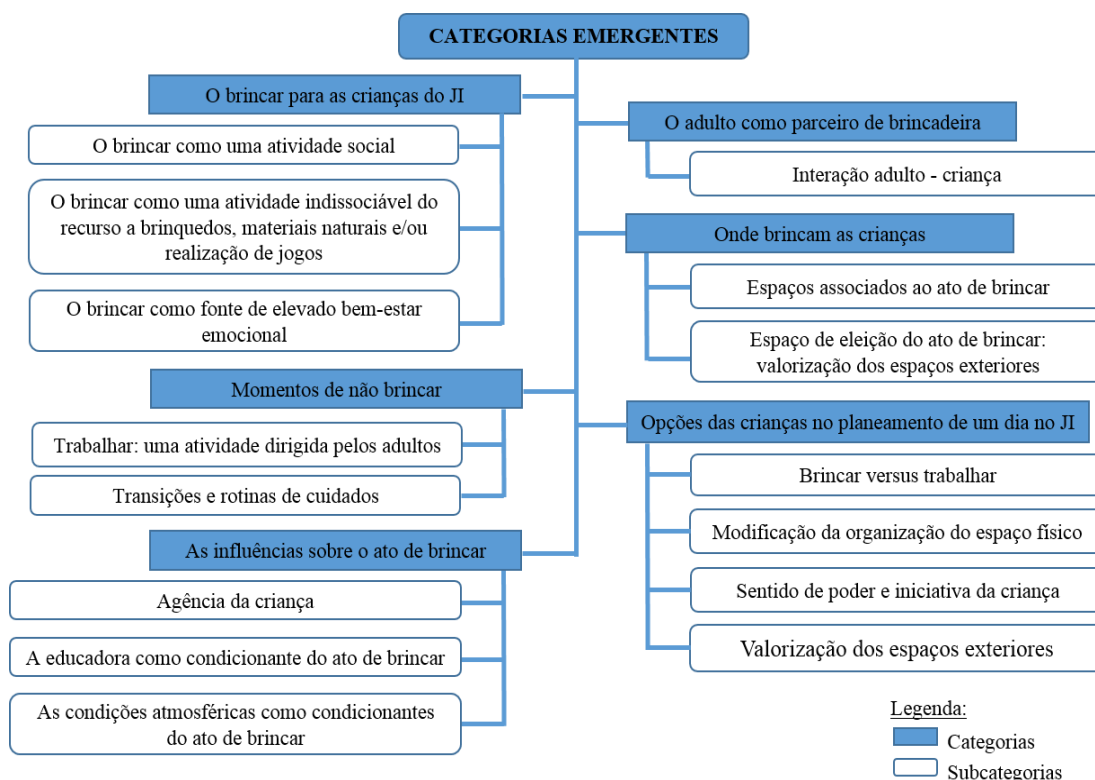 CATEGORIAS EMERGENTES
O brincar para as crianças do JI
O brincar como uma atividade social
O brincar como uma atividade indissociável do
recurso a brinquedos, materiais naturais e/ou
realização de jogos
O brincar como fonte de elevado bem-estar
emocional
Momentos de não brincar
Trabalhar: uma atividade dirigida pelos adultos
Transições e rotinas de cuidados
As influências sobre o ato de brincar
Agência da criança
A educadora como condicionante do ato de brincar
As condições atmosféricas como condicionantes
do ato de brincar
O adulto como parceiro de brincadeira
Interação adulto - criança
Onde brincam as crianças
Espaços associados ao ato de brincar
Espaço de eleição do ato de brincar:
valorização dos espaços exteriores
Opções das crianças no planeamento de um dia no JI
Brincar versus trabalhar
Modificação da organização do espaço físico
Sentido de poder e iniciativa da criança
Valorização dos espaços exteriores
Legenda:
Categorias
Subcategorias